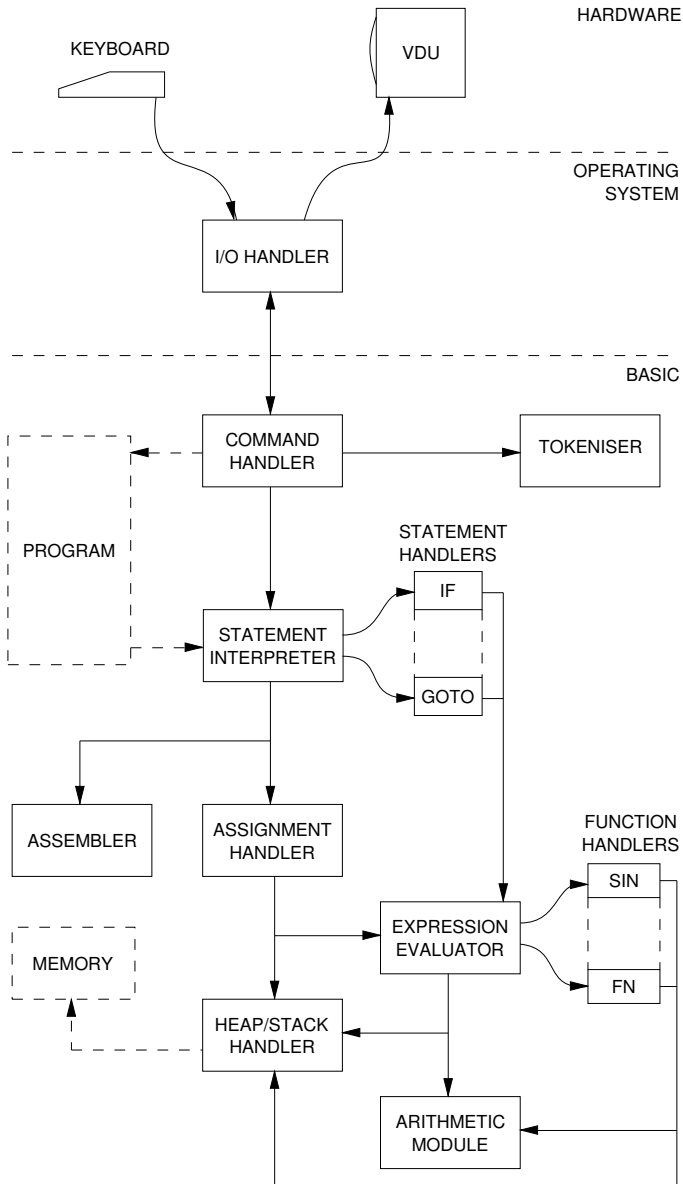 HARDWARE
KEYBOARD
VDU
OPERATING
SYSTEM
I/O HANDLER
BASIC
COMMAND
HANDLER
TOKENISER
PROGRAM
STATEMENT
HANDLERS
IF
STATEMENT
INTERPRETER
GOTO
ASSEMBLER
ASSIGNMENT
HANDLER
FUNCTION
HANDLERS
SIN
EXPRESSION
EVALUATOR
MEMORY
FN
HEAP/STACK
HANDLER
ARITHMETIC
MODULE